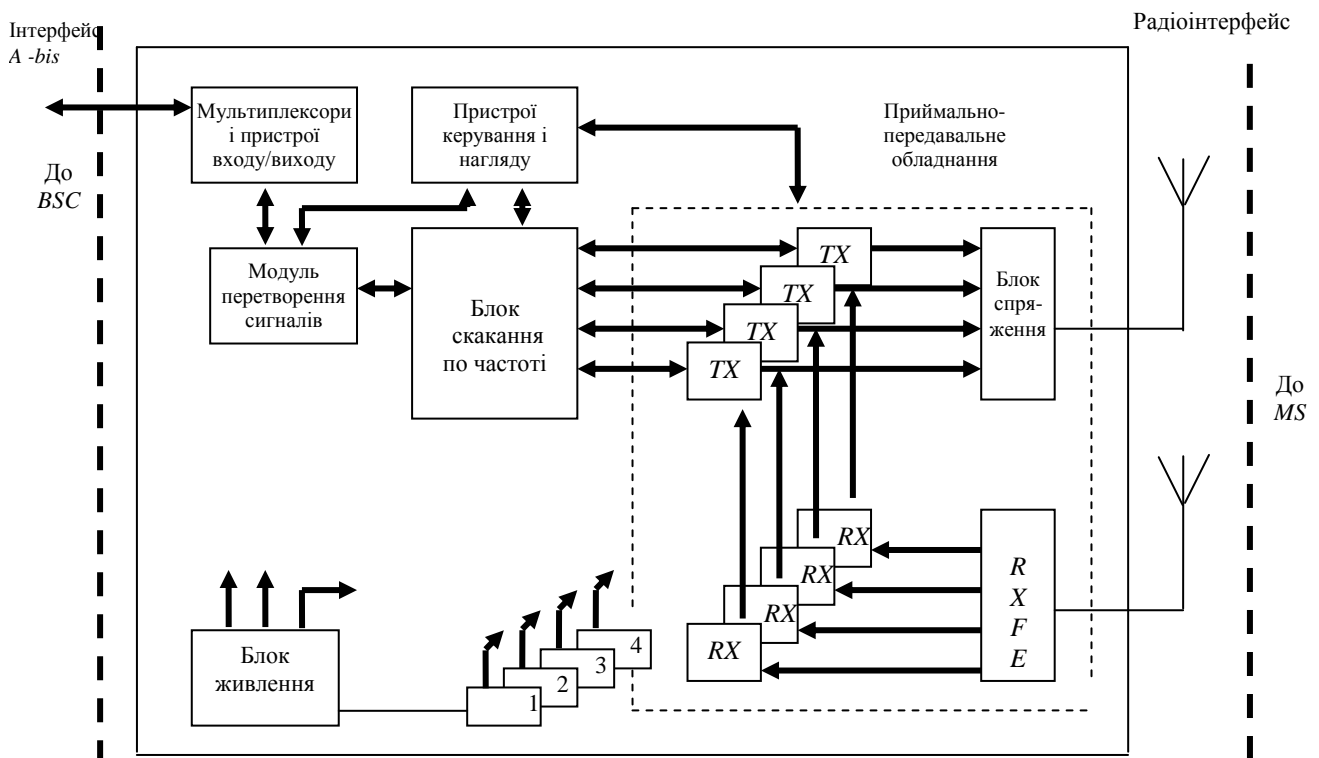 Інтерфейс
A -bis
Радіоінтерфейс
Мультиплексори
і пристрої
входу/виходу
Пристрої
керування і
нагляду
Приймально-
передавальне
обладнання
До
BSC
Модуль
перетворення
сигналів
Блок
скакання
по частоті
TX
TX
TX
TX
Блок
спря-
ження
До
MS
RX
RX
RX
RX
R
X
F
E
Блок
живлення
1
2
3
4